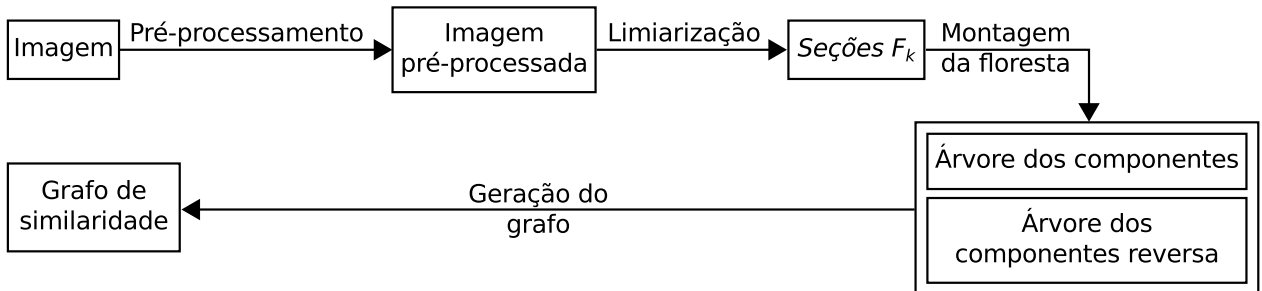 Imagem
Pré-processamento
Imagem
pré-processada
Limiarização
Seções Fk
Montagem
da floresta
Árvore dos componentes
Árvore dos
componentes reversa
Geração do
grafo
Grafo de
similaridade